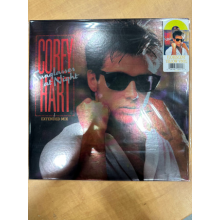 COREY
HART
Sunglasses
at Night
EXTENDED MIX